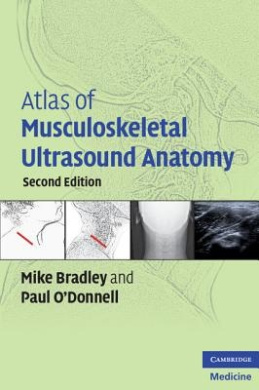 Atlas of
Musculoskeletal
Ultrasound Anatomy
Second Edition
Mike Bradley and
Paul O'Donnell
CAMBRIDGE
Medicine